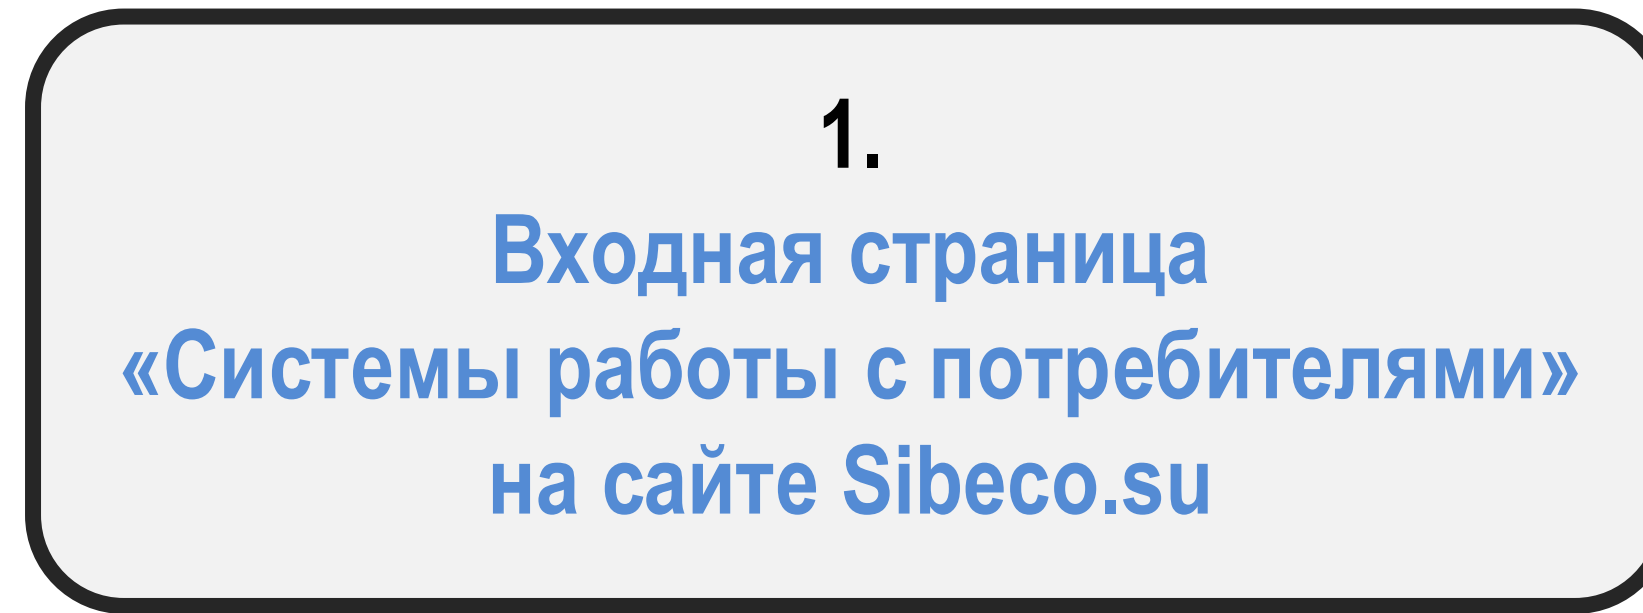 1.
Входная страница
«Системы работы с потребителями»
на сайте Sibeco.su